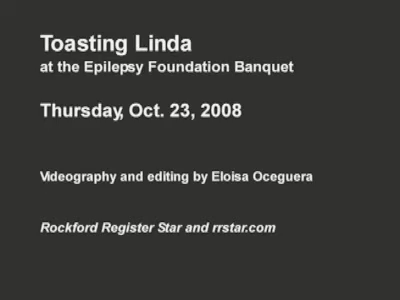 Toasting Linda
at the Epilepsy Foundation Banquet
Thursday, Oct. 23, 2008
Videography and editing by Eloisa Oceguera
Rockford Register Star and rrstar.com